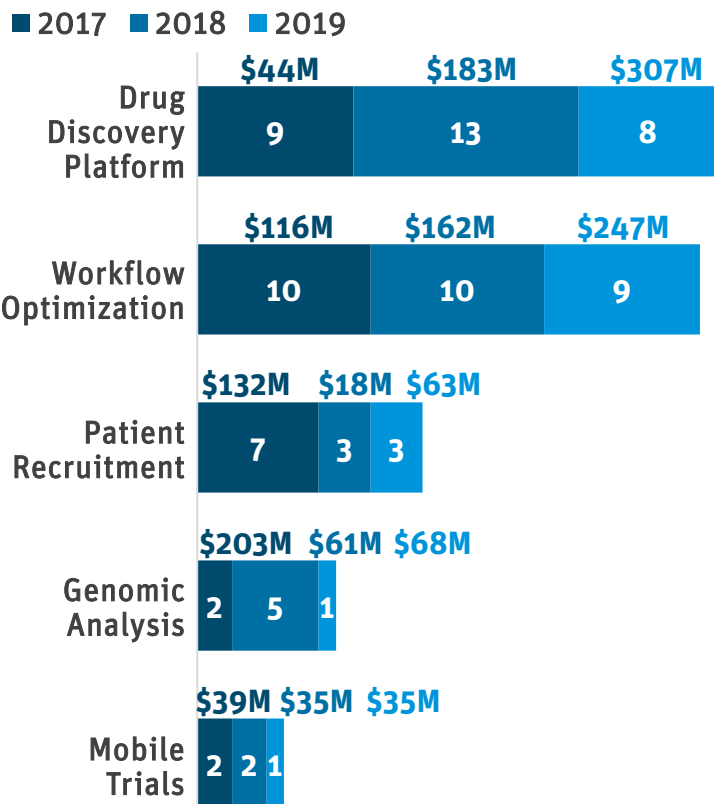 2017 2018 2019
$44M $183M $307M
Drug
Discovery
Platform
9 13 8
$116M $162M $247M
Workflow
Optimization
10 10 9
$132M $18M $63M
Patient
Recruitment
7 3 3
$203M $61M $68M
Genomic
Analysis
2 5 1
$39M $35M $35M
Mobile
Trials
2 2 1